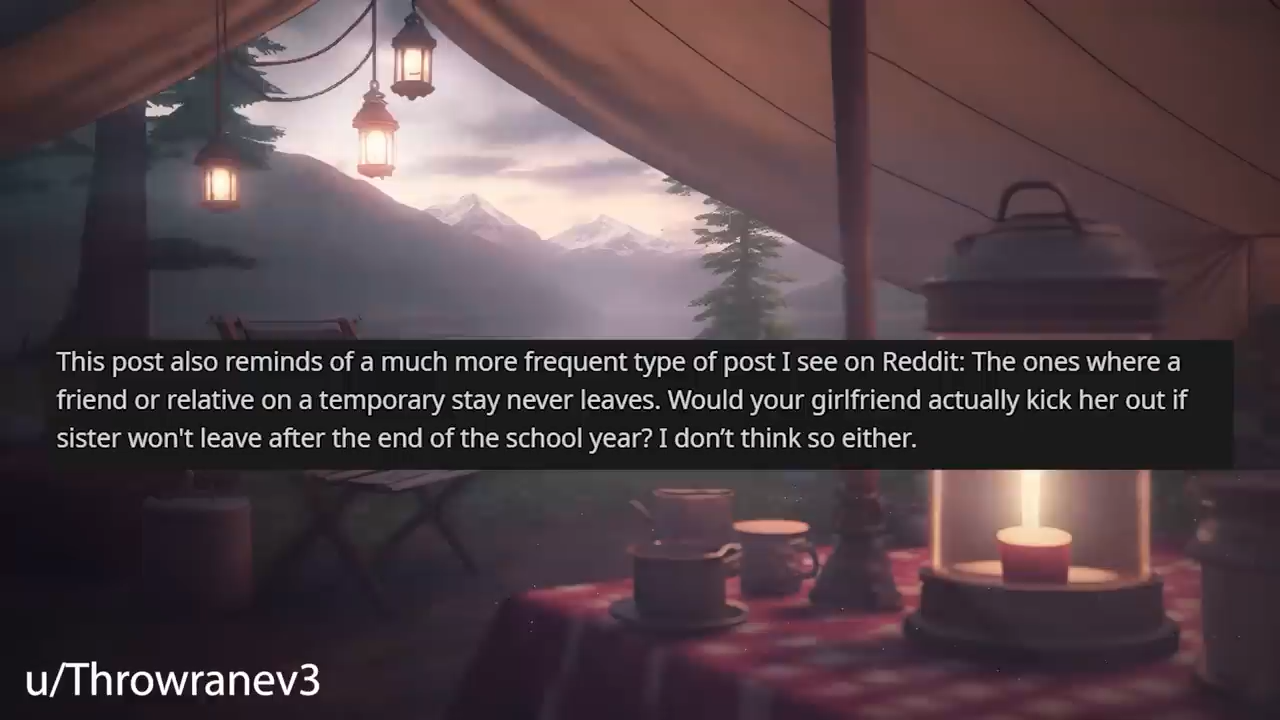 This post also reminds of a much more frequent type of post I see on Reddit: The ones where a
friend or relative on a temporary stay never leaves. Would your girlfriend actually kick her out if
sister won't leave after the end of the school year? I don’t think so either.
u/Throwranev3